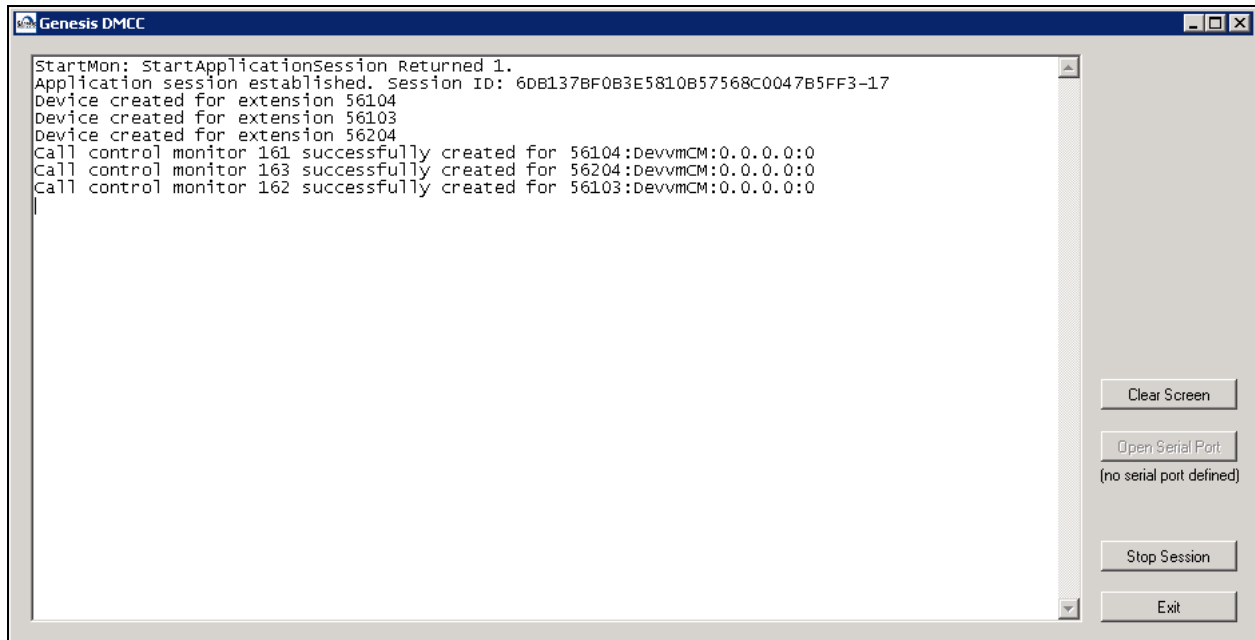 Genesis DMCC
StartMon: StartApplicationSession Returned 1.
Application session established. Session ID: 6DB137BF0B3E5810B57568C0047B5FF3-17
Device created for extension 56104
Device created for extension 56103
Device created for extension 56204
Call control monitor 161 successfully created for 56104:DevvmCM:0.0.0.0:0
Call control monitor 163 successfully created for 56204:DevvmCM:0.0.0.0:0
Call control monitor 162 successfully created for 56103:DevvmCM:0.0.0.0:0
Clear Screen
Open Serial Port
(no serial port defined)
Stop Session
Exit